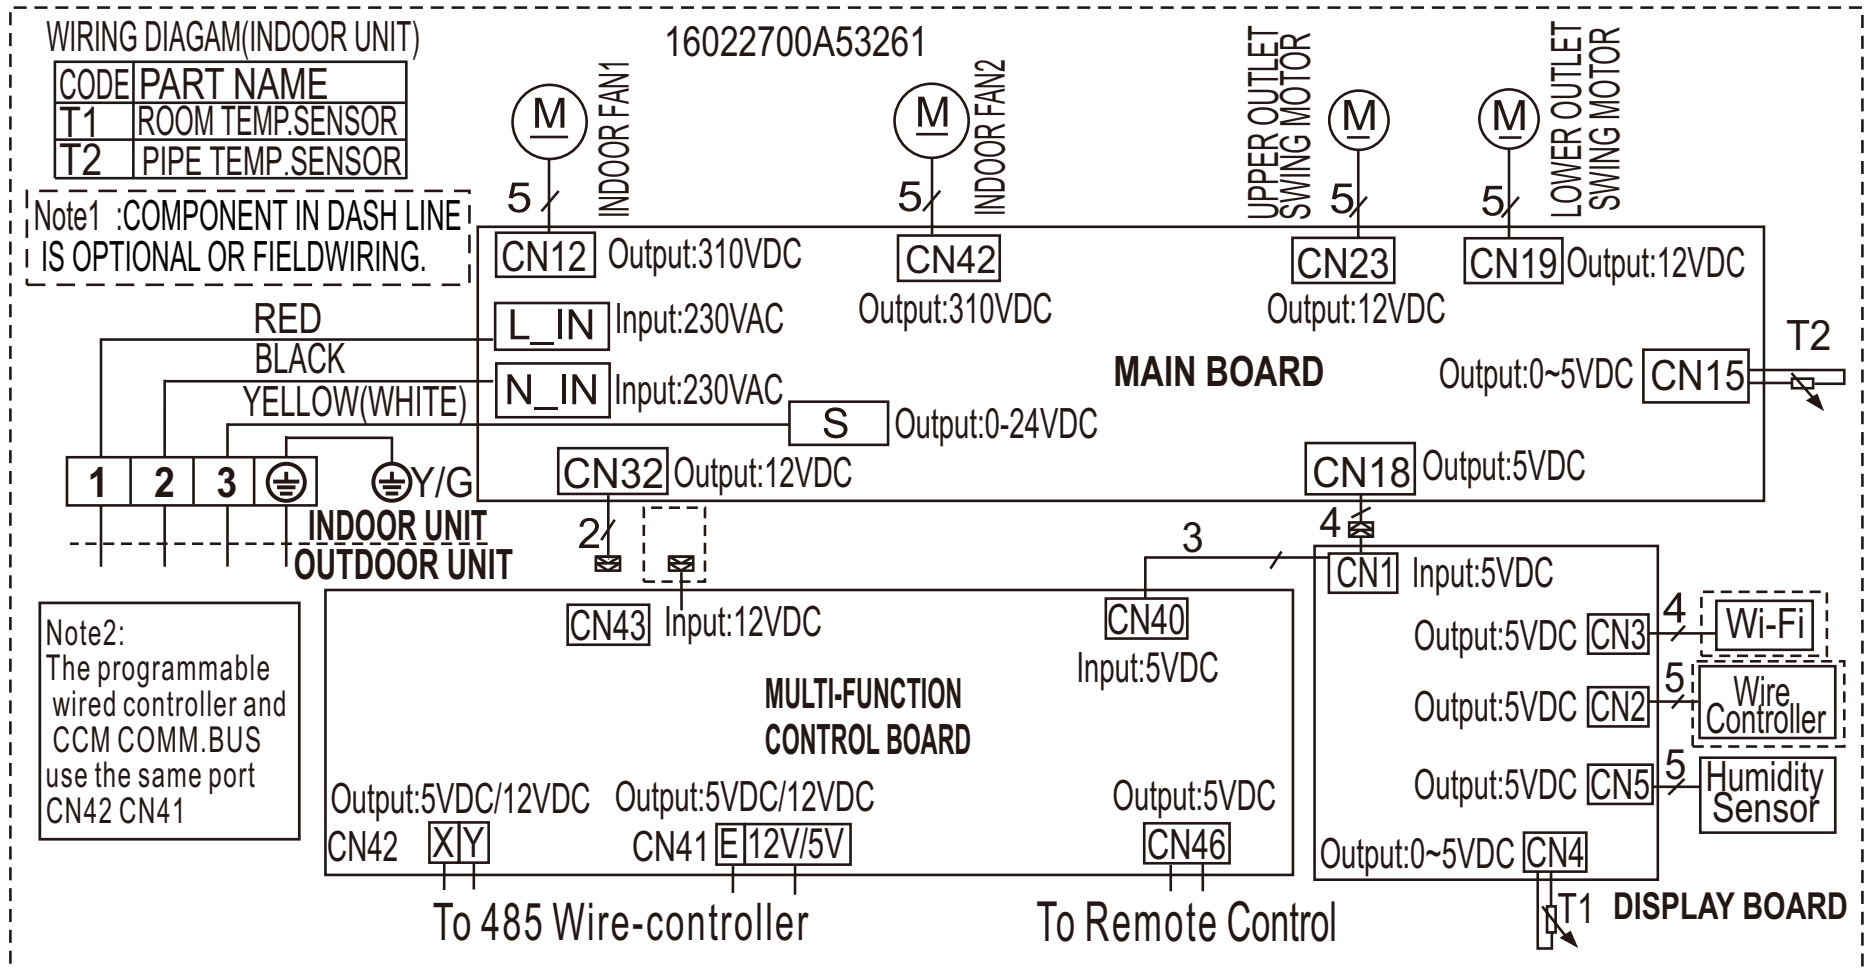 WIRING DIAGAM(INDOOR UNIT)
16022700A53261
CODE PART NAME
T1 ROOM TEMP.SENSOR
T2 PIPE TEMP.SENSOR
Note1 :COMPONENT IN DASH LINE
IS OPTIONAL OR FIELDWIRING.
M
INDOOR FAN1
5
M
INDOOR FAN2
5
UPPER OUTLET
SWING MOTOR
M
5
M
LOWER OUTLET
SWING MOTOR
5
CN12 Output:310VDC
CN42
Output:310VDC
CN23
Output:12VDC
CN19 Output:12VDC
RED
L_IN Input:230VAC
BLACK
N_IN Input:230VAC
YELLOW(WHITE)
S Output:0-24VDC
MAIN BOARD
Output:0~5VDC CN15
T2
CN32 Output:12VDC
CN18 Output:5VDC
1 2 3
Y/G
INDOOR UNIT
OUTDOOR UNIT
2
4
3
CN1 Input:5VDC
CN43 Input:12VDC
CN40
Input:5VDC
MULTI-FUNCTION
CONTROL BOARD
Output:5VDC CN3 4 Wi-Fi
Output:5VDC CN2 5 Wire
Controller
Output:5VDC CN5 5 Humidity
Sensor
Output:0~5VDC CN4
T1
DISPLAY BOARD
Note2:
The programmable
wired controller and
CCM COMM.BUS
use the same port
CN42 CN41
Output:5VDC/12VDC
CN42 X Y
Output:5VDC/12VDC
CN41 E 12V/5V
Output:5VDC
CN46
To 485 Wire-controller
To Remote Control